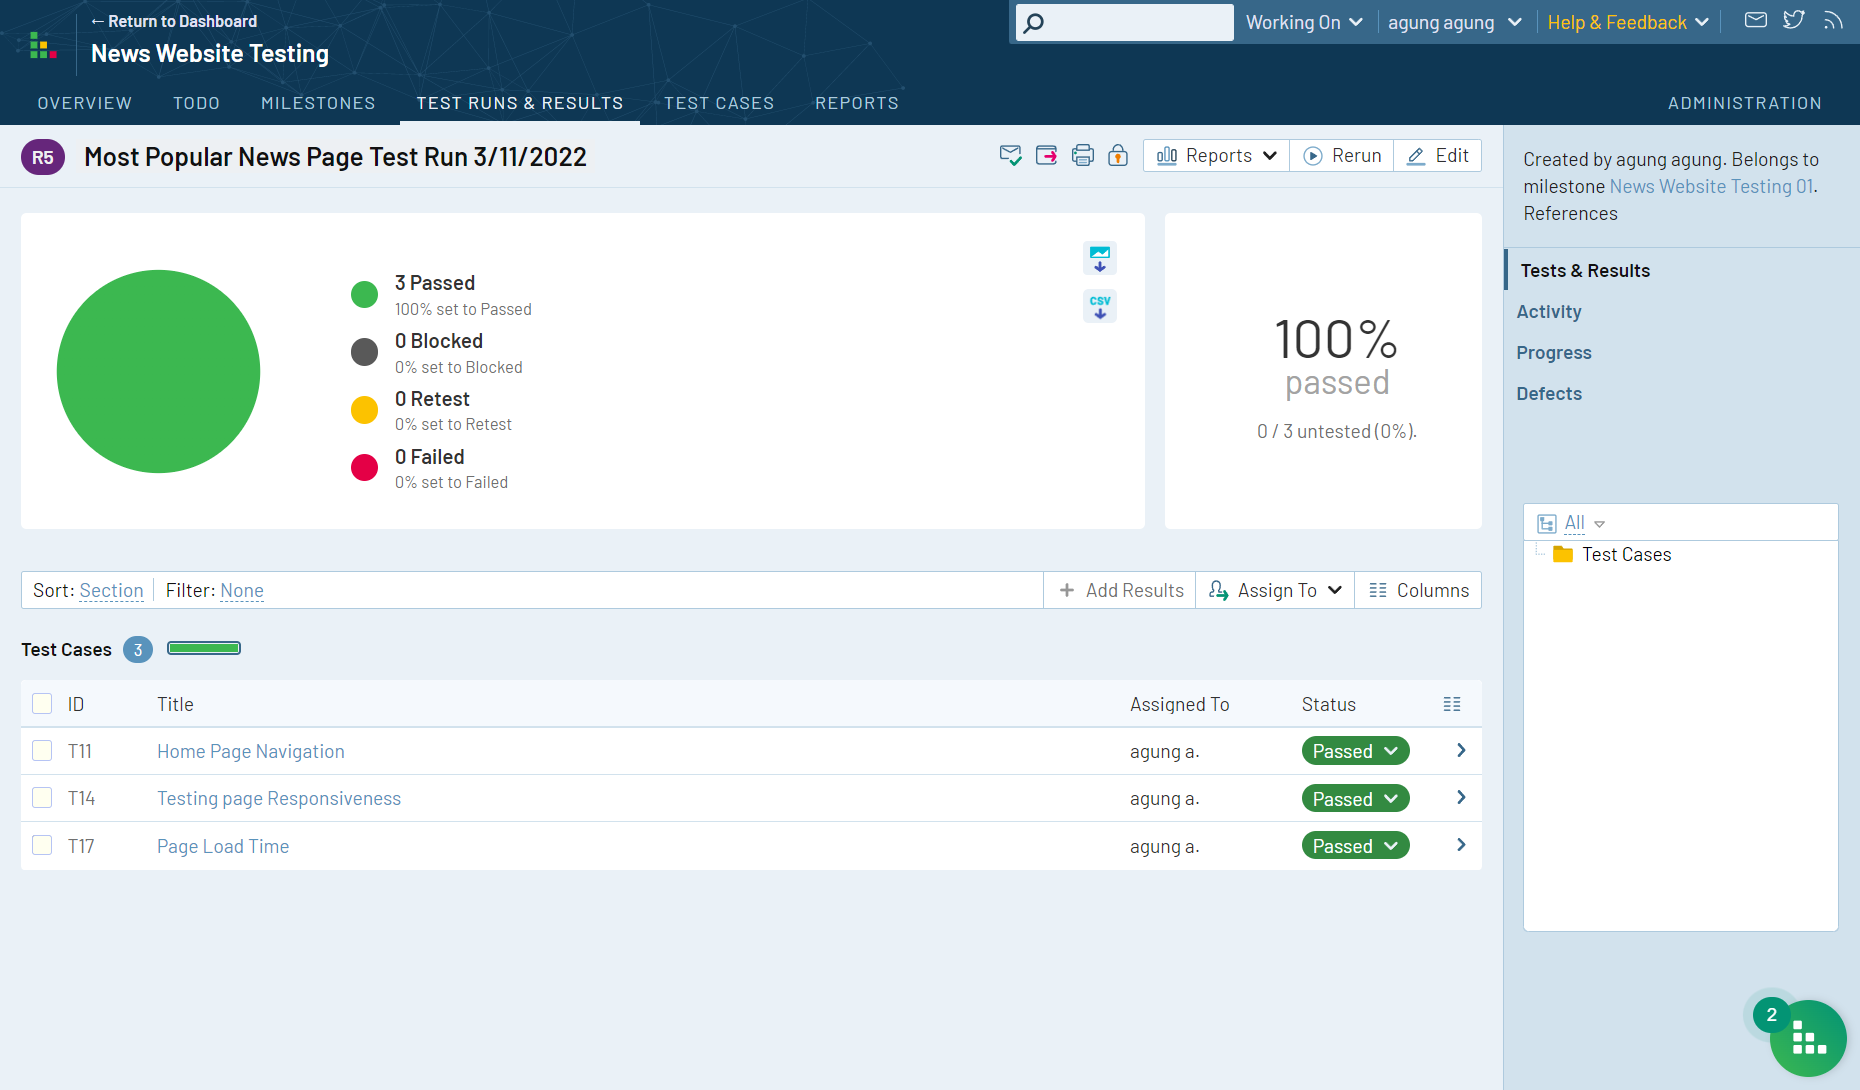 ← Return to Dashboard
News Website Testing
Working On
agung agung
Help & Feedback
OVERVIEW
TODO
MILESTONES
TEST RUNS & RESULTS
TEST CASES
REPORTS
ADMINISTRATION
R5
Most Popular News Page Test Run 3/11/2022
Reports
Rerun
Edit
Created by agung agung. Belongs to
milestone News Website Testing 01.
References
Tests & Results
Activity
Progress
Defects
3 Passed
100% set to Passed
0 Blocked
0% set to Blocked
0 Retest
0% set to Retest
0 Failed
0% set to Failed
CSV
100%
passed
0 / 3 untested (0%).
All
Test Cases
Sort: Section
Filter: None
Add Results
Assign To
Columns
Test Cases 3
ID Title Assigned To Status
T11 Home Page Navigation agung a. Passed
T14 Testing page Responsiveness agung a. Passed
T17 Page Load Time agung a. Passed
2